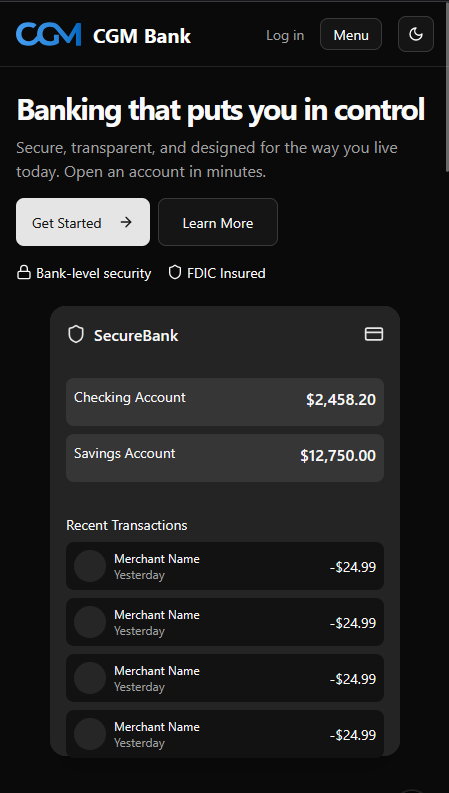 CGM CGM Bank Log in Menu
Banking that puts you in control
Secure, transparent, and designed for the way you live
today. Open an account in minutes.
Get Started → Learn More
Bank-level security FDIC Insured
SecureBank
Checking Account $2,458.20
Savings Account $12,750.00
Recent Transactions
Merchant Name
Yesterday -$24.99
Merchant Name
Yesterday -$24.99
Merchant Name
Yesterday -$24.99
Merchant Name
Yesterday -$24.99